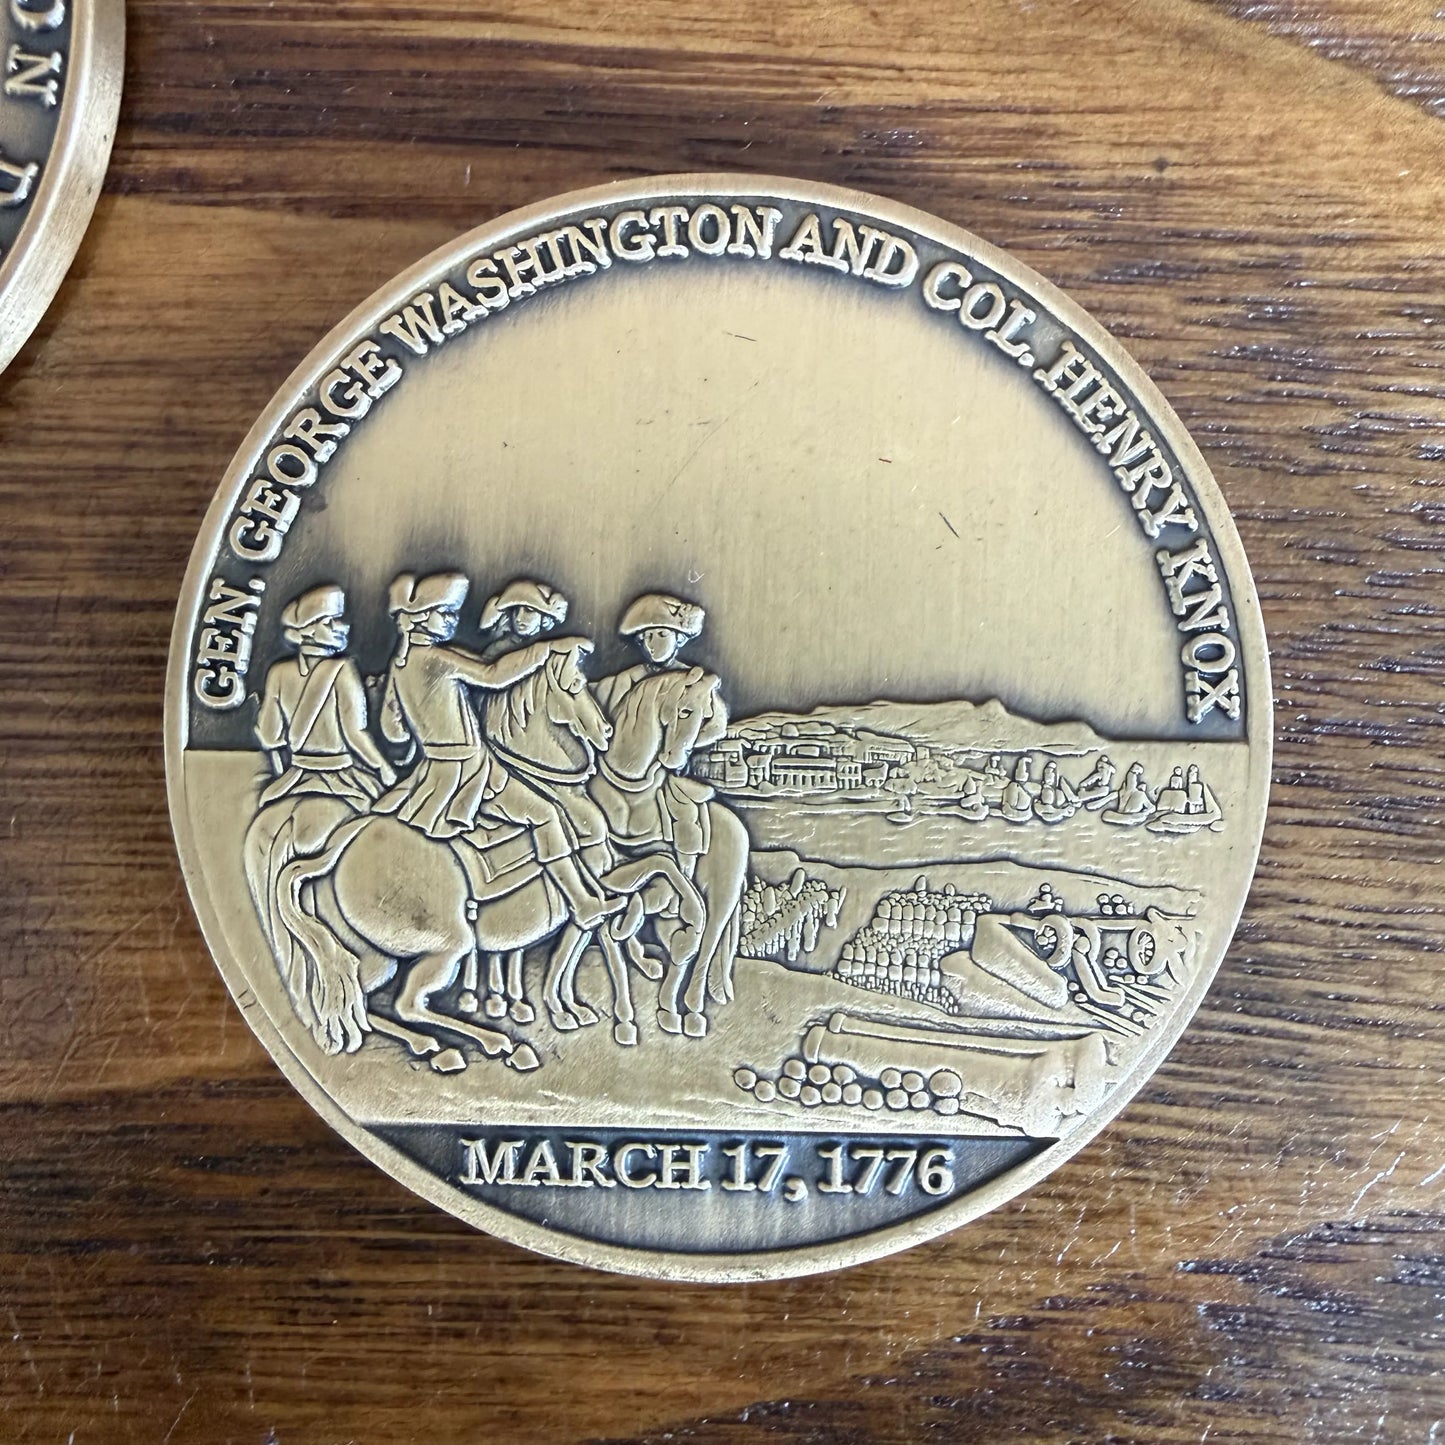 GEN. GEORGE WASHINGTON AND COL. HENRY KNOX
MARCH 17, 1776